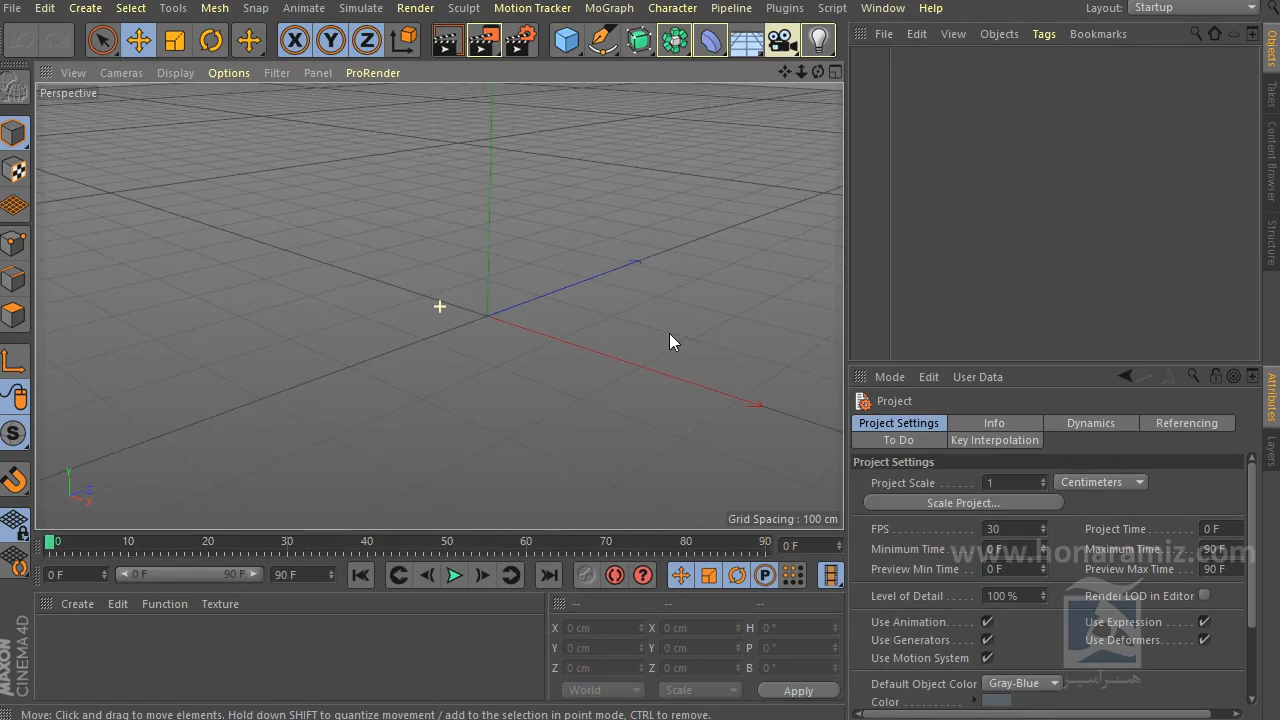 File Edit Create Select Tools Mesh Snap Animate Simulate Render Sculpt Motion Tracker MoGraph Character Pipeline Plugins Script Window Help Layout: Startup
X Y Z
File Edit View Objects Tags Bookmarks
View Cameras Display Options Filter Panel ProRender
Perspective
Objects
Takes
Content Browser
Structure
Y
Z
X
Grid Spacing : 100 cm
0 10 20 30 40 50 60 70 80 90 0 F
0 F 0 F 90 F 90 F
Create Edit Function Texture
-- -- --
X 0 cm X 0 cm H 0 °
Y 0 cm Y 0 cm P 0 °
Z 0 cm Z 0 cm B 0 °
World Scale Apply
MAXON
CINEMA 4D
Mode Edit User Data
Project
Project Settings Info Dynamics Referencing
To Do Key Interpolation
Project Settings
Project Scale 1 Centimeters
Scale Project...
FPS 30 Project Time 0 F
Minimum Time 0 F Maximum Time 90 F
www.honaramiz.com
Preview Min Time 0 F Preview Max Time 90 F
Level of Detail 100 % Render LOD in Editor
Use Animation Use Expression
Use Generators Use Deformers
Use Motion System
هنرآمیز
Default Object Color Gray-Blue
Color
Attributes
Layers
Move: Click and drag to move elements. Hold down SHIFT to quantize movement / add to the selection in point mode, CTRL to remove.